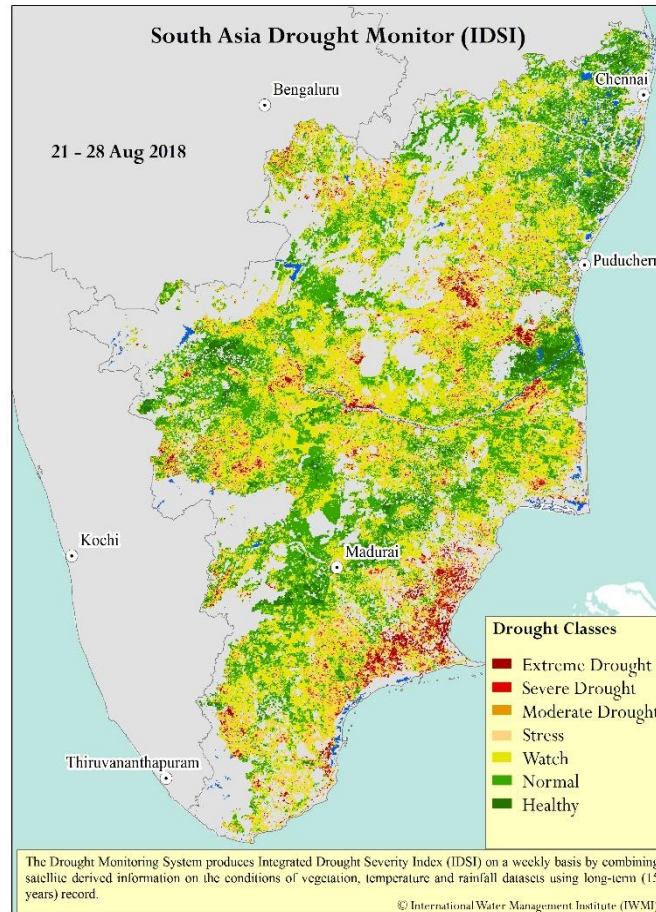 South Asia Drought Monitor (IDSI)
Chennai
Bengaluru
21 - 28 Aug 2018
Puducherr
Kochi
Madurai
Thiruvananthapuram
Drought Classes
Extreme Drought
Severe Drought
Moderate Drought
Stress
Watch
Normal
Healthy
The Drought Monitoring System produces Integrated Drought Severity Index (IDSI) on a weekly basis by combining
satellite derived information on the conditions of vegetation, temperature and rainfall datasets using long-term (15
years) record.
© International Water Management Institute (IWMI)